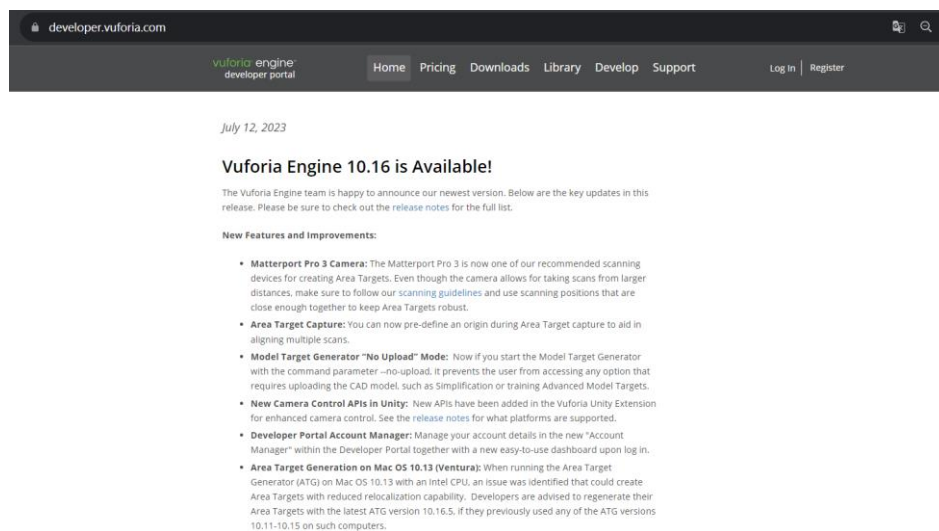 developer.vuforia.com
vuforia engine™
developer portal
Home Pricing Downloads Library Develop Support
Log In | Register
July 12, 2023
Vuforia Engine 10.16 is Available!
The Vuforia Engine team is happy to announce our newest version. Below are the key updates in this
release. Please be sure to check out the release notes for the full list.
New Features and Improvements:
• Matterport Pro 3 Camera: The Matterport Pro 3 is now one of our recommended scanning
devices for creating Area Targets. Even though the camera allows for taking scans from larger
distances, make sure to follow our scanning guidelines and use scanning positions that are
close enough together to keep Area Targets robust.
• Area Target Capture: You can now pre-define an origin during Area Target capture to aid in
aligning multiple scans.
• Model Target Generator "No Upload" Mode: Now if you start the Model Target Generator
with the command parameter --no-upload, it prevents the user from accessing any option that
requires uploading the CAD model, such as Simplification or training Advanced Model Targets.
• New Camera Control APIs in Unity: New APIs have been added in the Vuforia Unity Extension
for enhanced camera control. See the release notes for what platforms are supported.
• Developer Portal Account Manager: Manage your account details in the new "Account
Manager" within the Developer Portal together with a new easy-to-use dashboard upon log in.
• Area Target Generation on Mac OS 10.13 (Ventura): When running the Area Target
Generator (ATG) on Mac OS 10.13 with an Intel CPU, an issue was identified that could create
Area Targets with reduced relocalization capability. Developers are advised to regenerate their
Area Targets with the latest ATG version 10.16.5, if they previously used any of the ATG versions
10.11-10.15 on such computers.